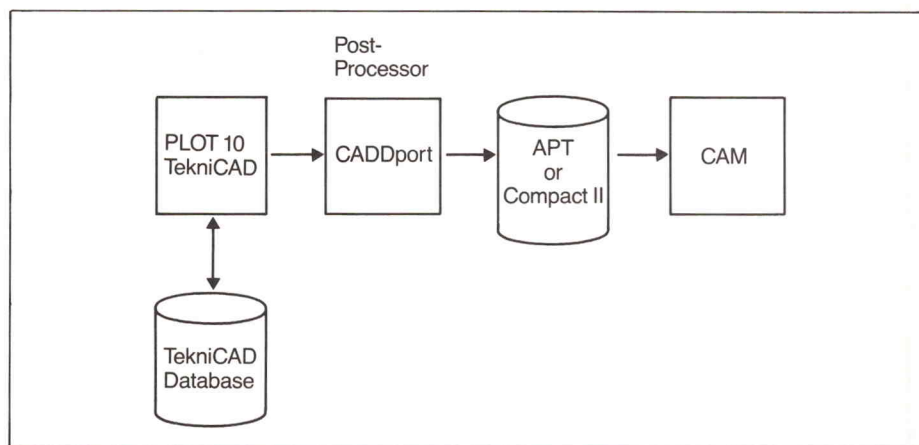 Post-
Processor
PLOT 10
TekniCAD
CADDport
APT
or
Compact II
CAM
TekniCAD
Database